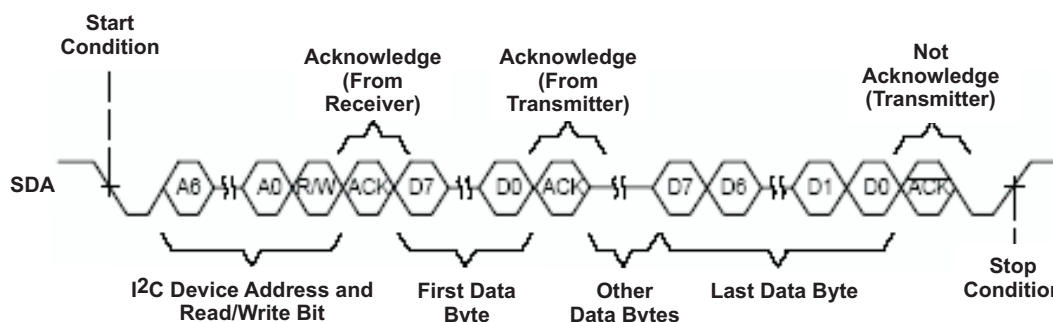 Start
Condition
Acknowledge
(From
Receiver)
Acknowledge
(From
Transmitter)
Not
Acknowledge
(Transmitter)
SDA
A6
A0
R/W
ACK
D7
D0
ACK
D7
D6
D1
D0
ACK
I2C Device Address and
Read/Write Bit
First Data
Byte
Other
Data Bytes
Last Data Byte
Stop
Condition